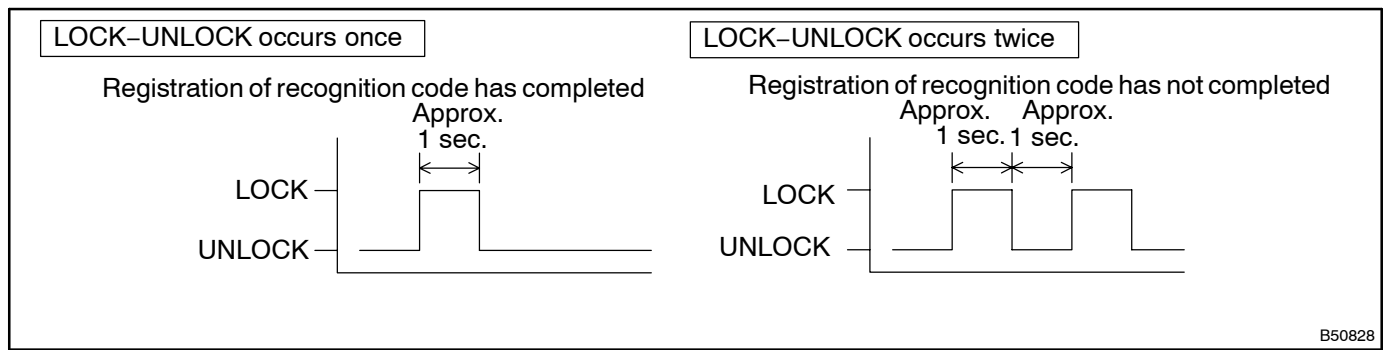 LOCK−UNLOCK occurs once
Registration of recognition code has completed
Approx.
1 sec.
LOCK
UNLOCK
LOCK−UNLOCK occurs twice
Registration of recognition code has not completed
Approx. Approx.
1 sec. 1 sec.
LOCK
UNLOCK
B50828